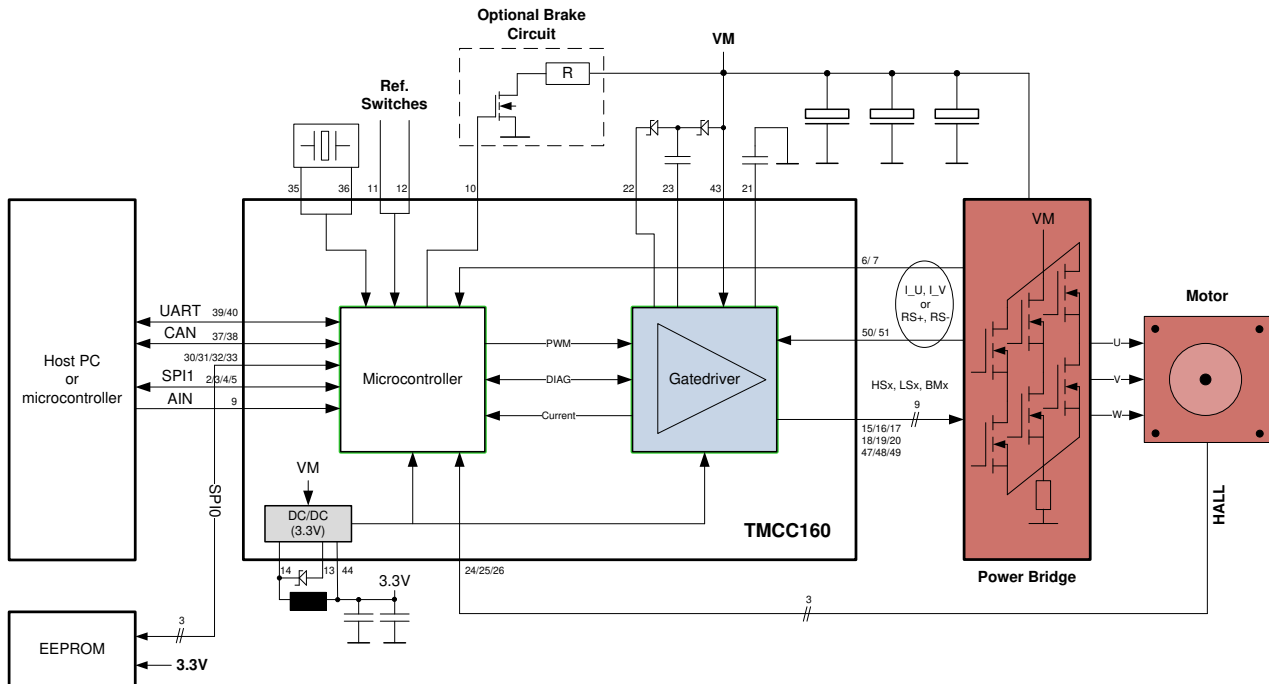 Optional Brake
Circuit
VM
R
Ref.
Switches
35
36
11
12
10
22
23
43
21
VM
6/ 7
I_U, I_V
or
RS+, RS-
50/ 51
Motor
Host PC
or
microcontroller
UART 39/40
CAN 37/38
30/31/32/33
SPI1 2/3/4/5
AIN 9
Microcontroller
PWM
DIAG
Current
Gatedriver
HSx, LSx, BMx
9
15/16/17
18/19/20
47/48/49
U
V
W
SPI0
VM
DC/DC
(3.3V)
TMCC160
HALL
14
13
44
24/25/26
Power Bridge
3.3V
3
EEPROM
3
3.3V